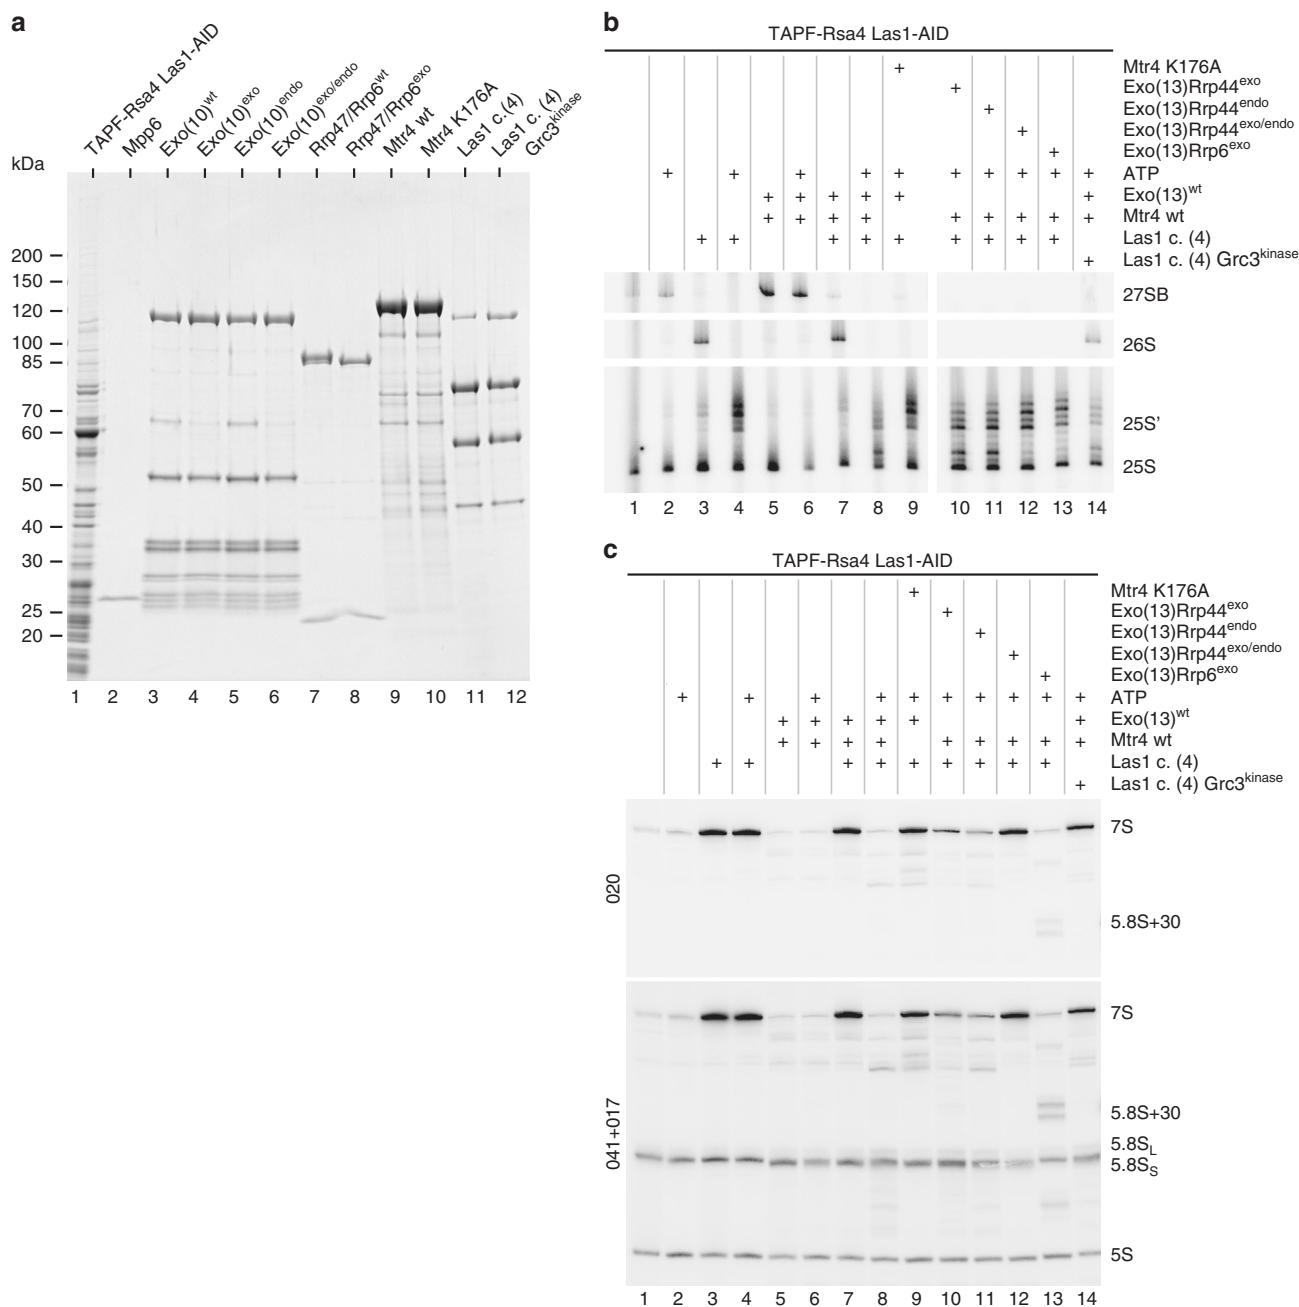 a
TAPF-Rsa4 Las1-AID
Mpp6
Exo(10)wt
Exo(10)exo
Exo(10)endo
Exo(10)exo/endo
Rrp47/Rrp6wt
Rrp47/Rrp6exo
Mtr4 wt
Mtr4 K176A
Las1 c.(4)
Las1 c. (4)
Grc3kinase
kDa
200
150
120
100
85
70
60
50
40
30
25
20
1 2 3 4 5 6 7 8 9 10 11 12
b
TAPF-Rsa4 Las1-AID
+ Mtr4 K176A
+ Exo(13)Rrp44exo
+ Exo(13)Rrp44endo
+ Exo(13)Rrp44exo/endo
+ Exo(13)Rrp6exo
+ + + + + + + + + + ATP
+ + + + + + Exo(13)wt
+ + + + + + + + + Mtr4 wt
+ + + + + + + + + Las1 c. (4)
+ Las1 c. (4) Grc3kinase
27SB
26S
25S'
25S
1 2 3 4 5 6 7 8 9 10 11 12 13 14
c
TAPF-Rsa4 Las1-AID
+ Mtr4 K176A
+ Exo(13)Rrp44exo
+ Exo(13)Rrp44endo
+ Exo(13)Rrp44exo/endo
+ Exo(13)Rrp6exo
+ + + + + + + + + + ATP
+ + + + + + Exo(13)wt
+ + + + + + + + + Mtr4 wt
+ + + + + + + + + Las1 c. (4)
+ Las1 c. (4) Grc3kinase
020
7S
5.8S+30
041+017
7S
5.8S+30
5.8SL
5.8SS
5S
1 2 3 4 5 6 7 8 9 10 11 12 13 14